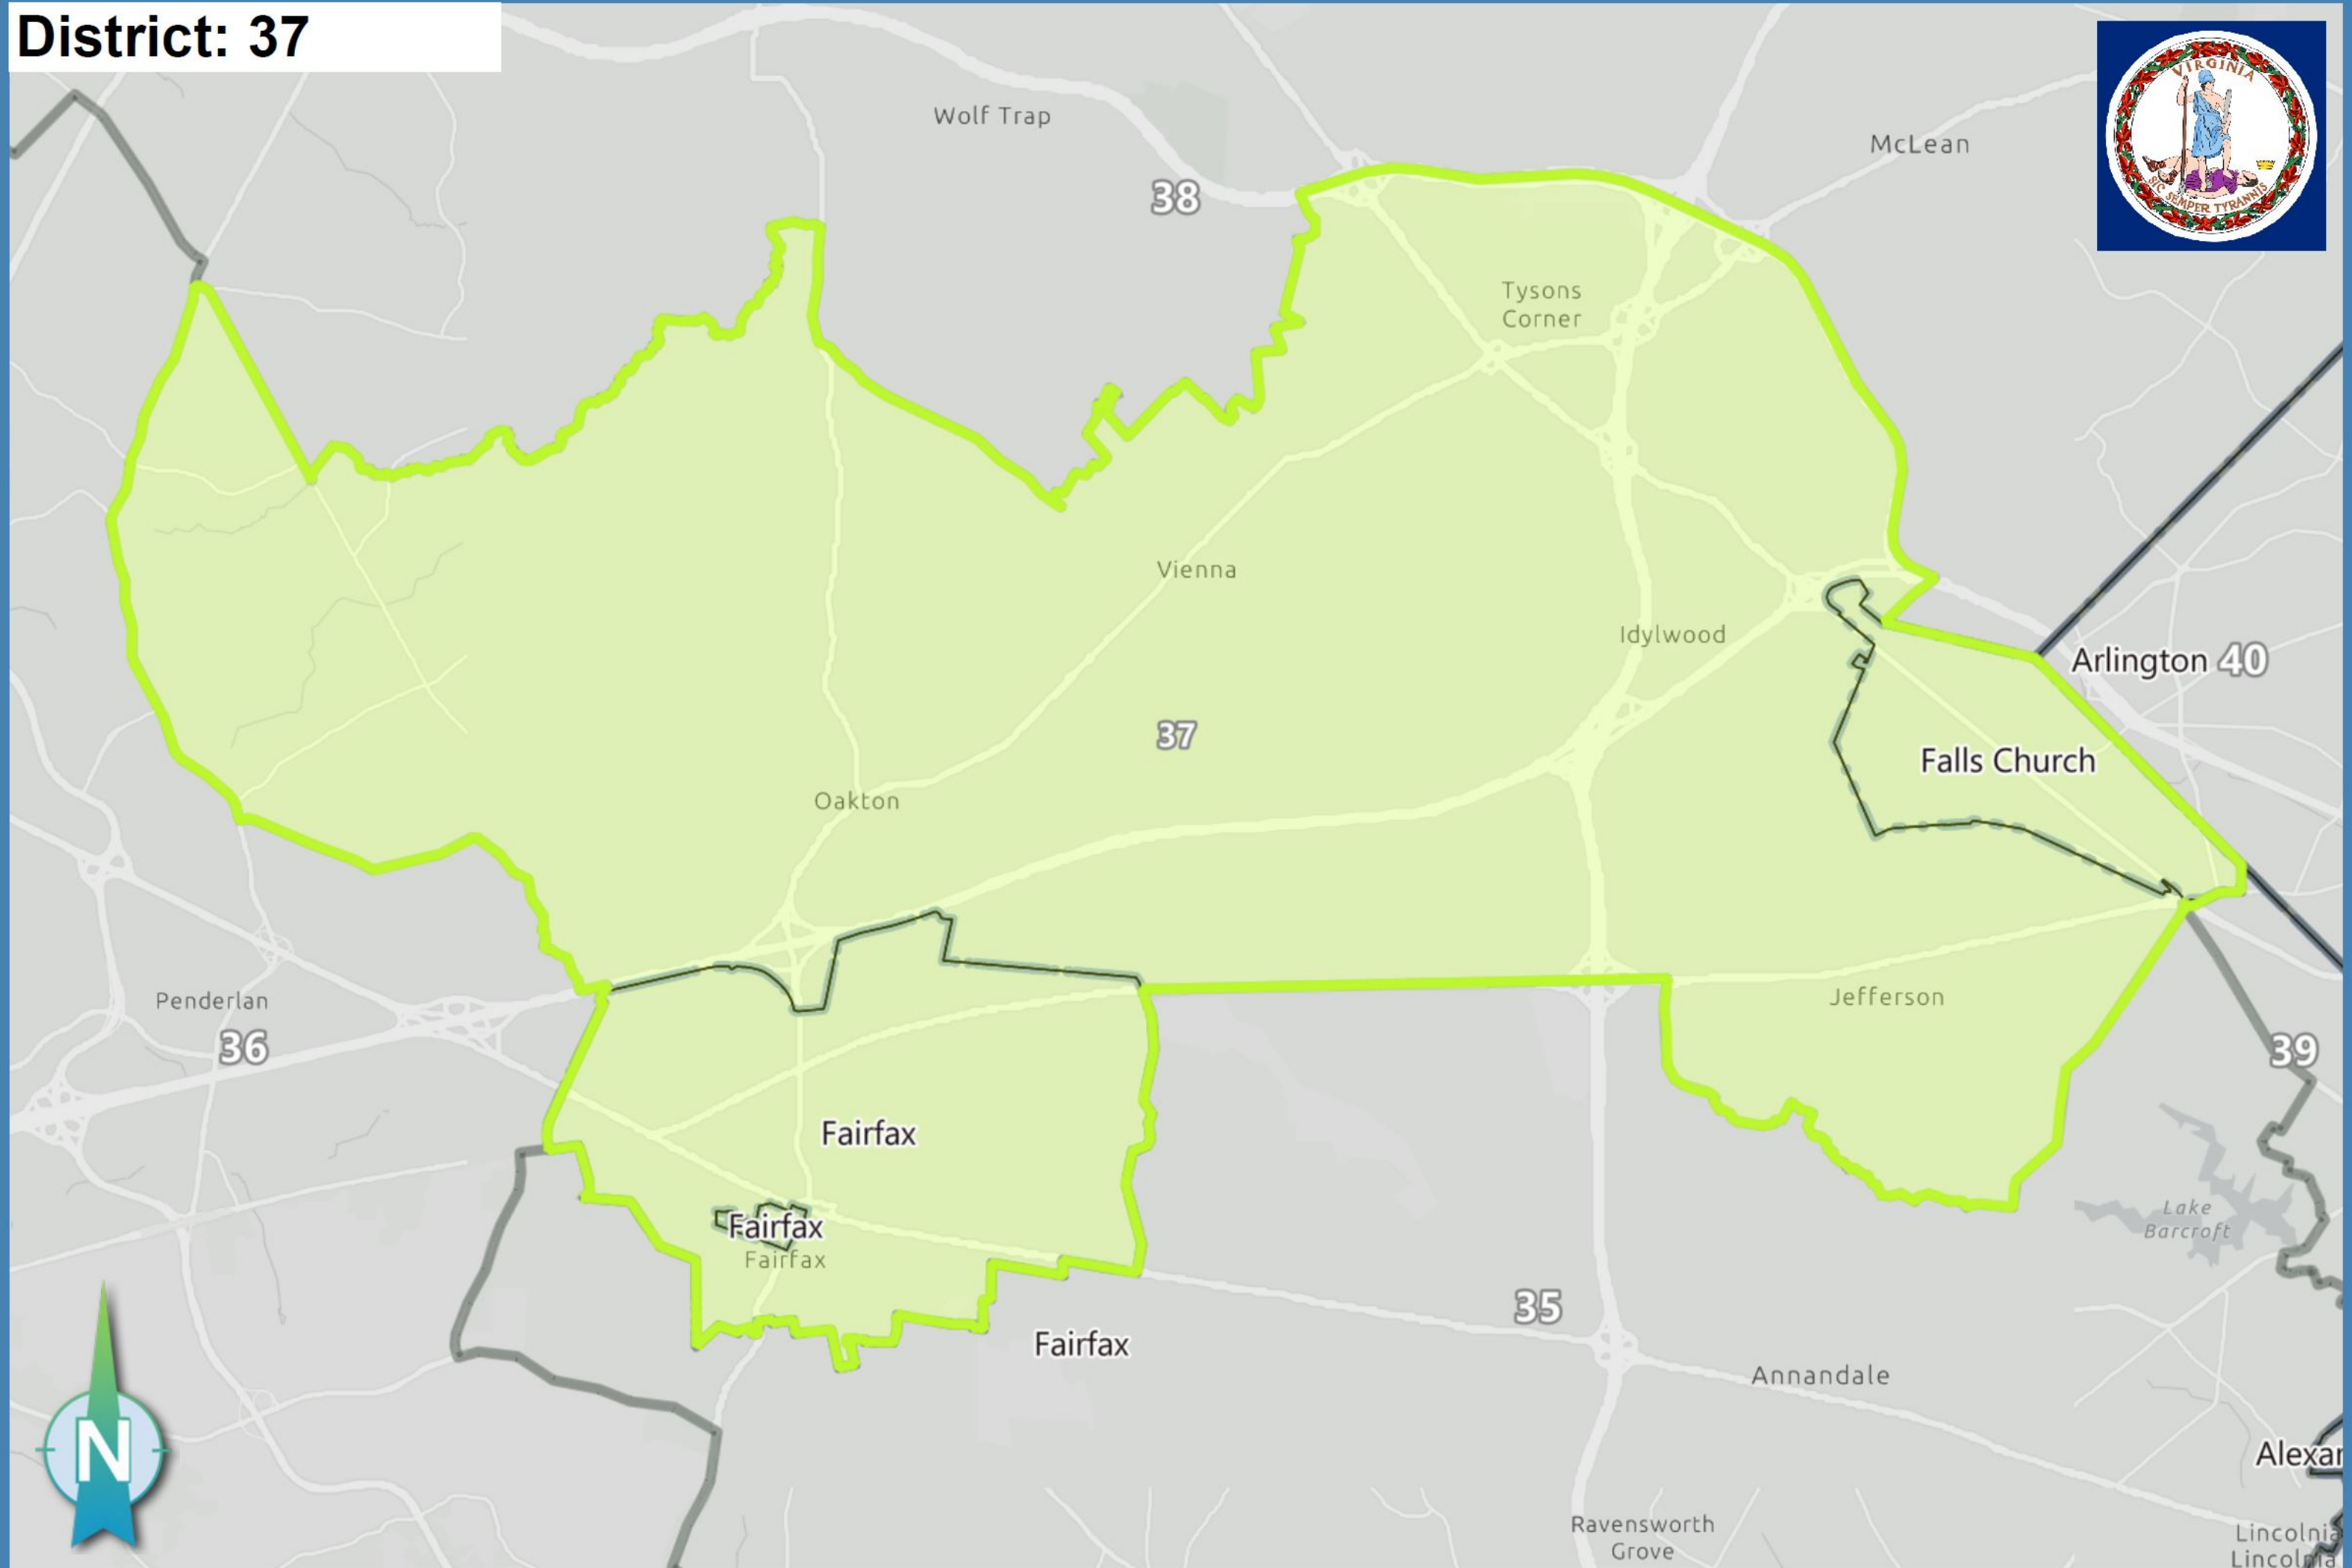 District: 37
VIRGINIA
SIC SEMPER TYRANNIS
Wolf Trap
McLean
38
Tysons
Corner
Vienna
Idylwood
Arlington
40
37
Falls Church
Oakton
Penderlan
Jefferson
36
39
Fairfax
Lake
Barcroft
Fairfax
Fairfax
35
Fairfax
Annandale
N
Alexar
Ravensworth
Grove
Lincolnia
Lincolnia